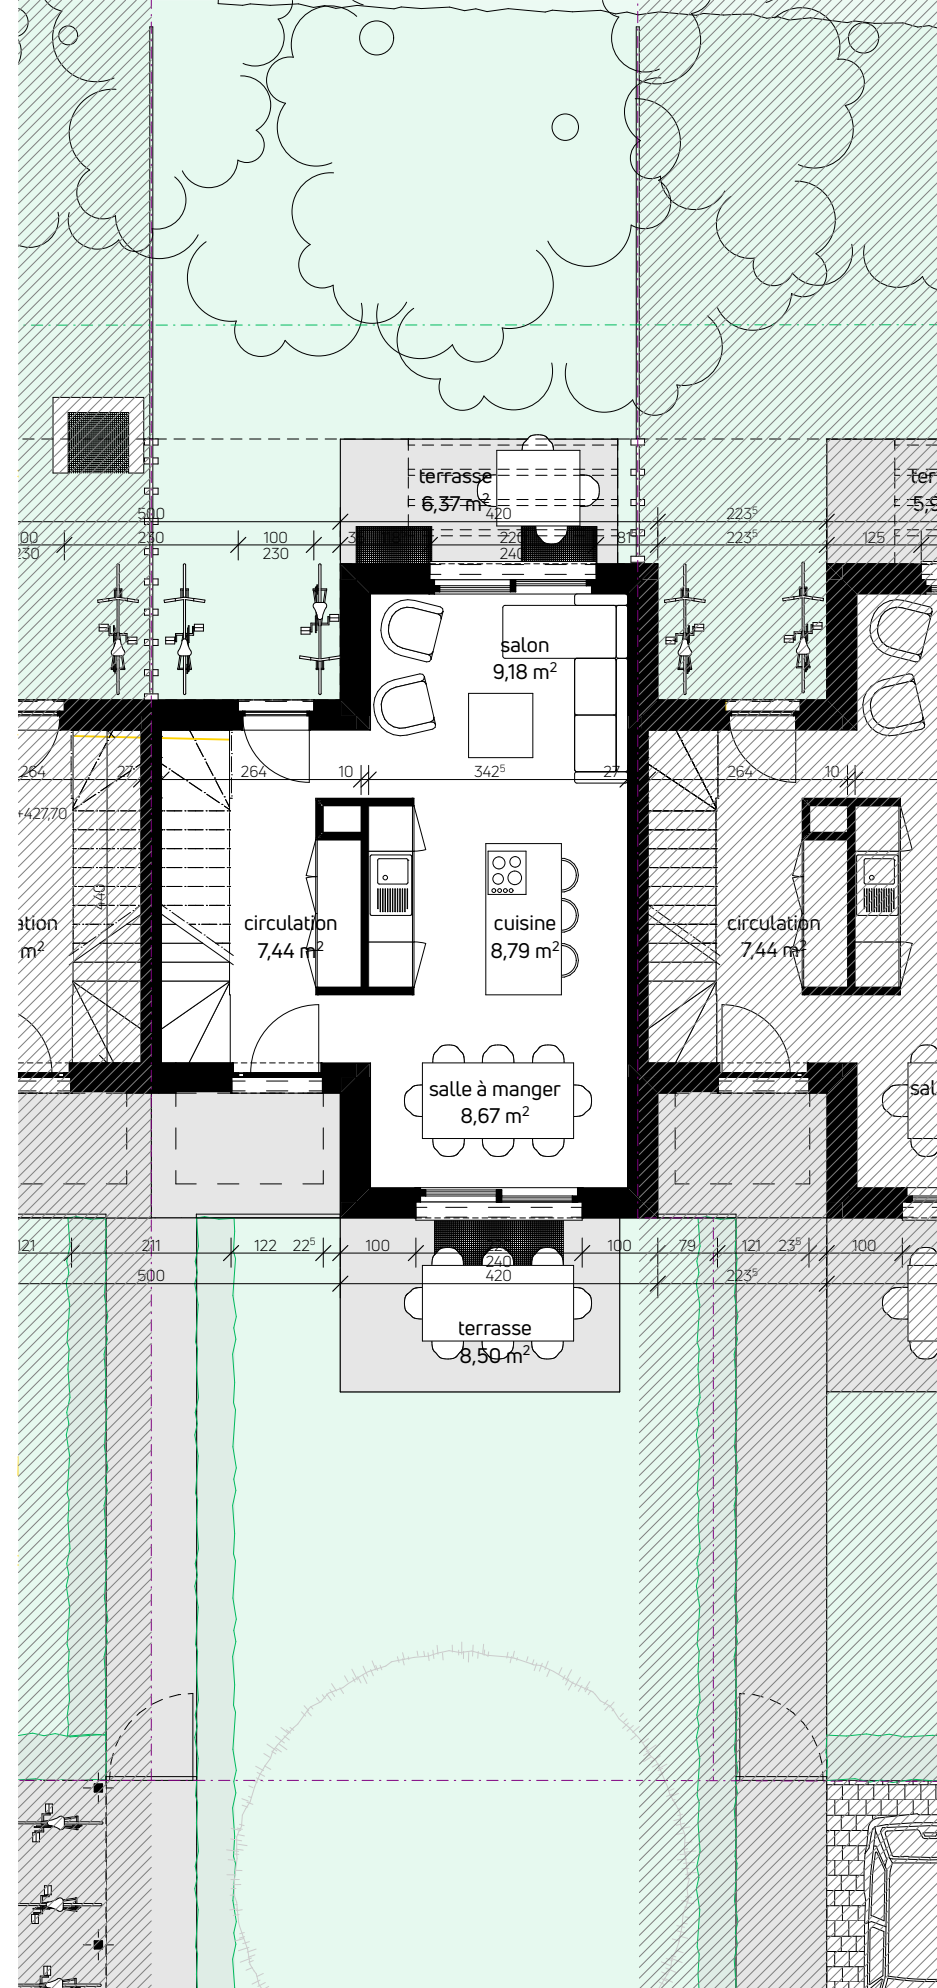 terrasse
6,37 m²
500
420
223⁵
230
100
223⁵
125
230
230
240
salon
9,18 m²
264
27
264
10
342⁵
27
264
10
+427,70
440
circulation
7,44 m²
cuisine
8,79 m²
circulation
7,44 m²
salle à manger
8,67 m²
121
211
122
22⁵
100
100
79
121
23⁵
100
240
500
420
223⁵
terrasse
8,50 m²